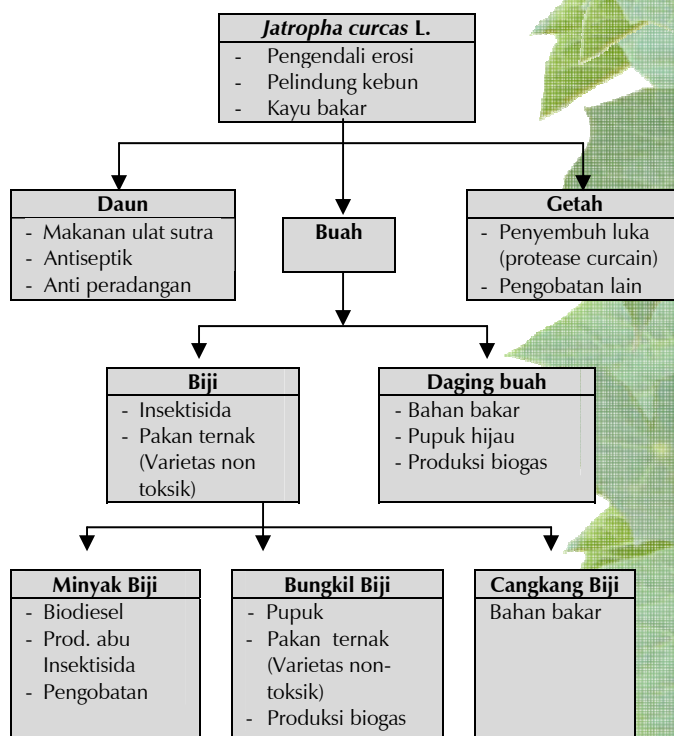 Jatropha curcas L.
- Pengendali erosi
- Pelindung kebun
- Kayu bakar
Daun
- Makanan ulat sutra
- Antiseptik
- Anti peradangan
Buah
Getah
- Penyembuh luka
(protease curcain)
- Pengobatan lain
Biji
- Insektisida
- Pakan ternak
(Varietas non
toksik)
Daging buah
- Bahan bakar
- Pupuk hijau
- Produksi biogas
Minyak Biji
- Biodiesel
- Prod. abu
Insektisida
- Pengobatan
Bungkil Biji
- Pupuk
- Pakan ternak
(Varietas non-
toksik)
- Produksi biogas
Cangkang Biji
Bahan bakar